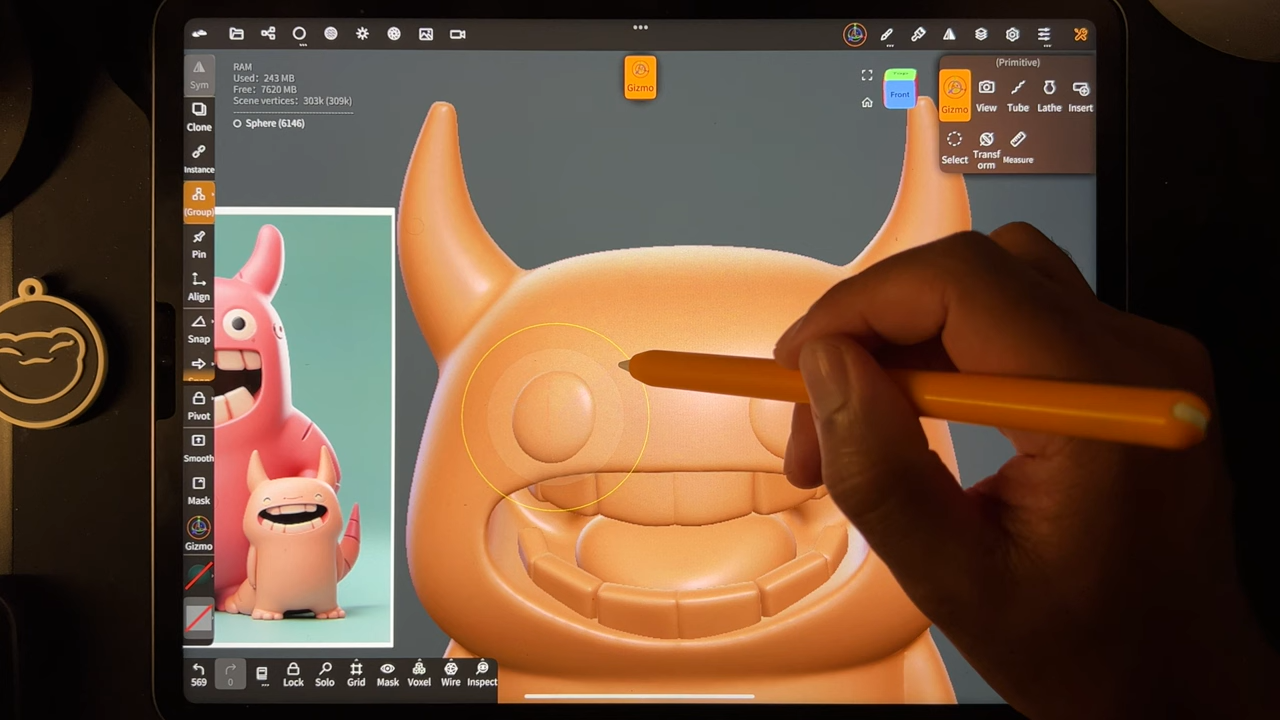 RAM
Used: 243 MB
Free: 7620 MB
Scene vertices: 303k (309k)
Sphere (6146)
Gizmo
Front
(Primitive)
Gizmo
View
Tube
Lathe
Insert
Select
Transf
orm
Measure
Sym
Clone
Instance
(Group)
Pin
Align
Snap
Pivot
Smooth
Mask
Gizmo
569
0
Lock
Solo
Grid
Mask
Voxel
Wire
Inspect